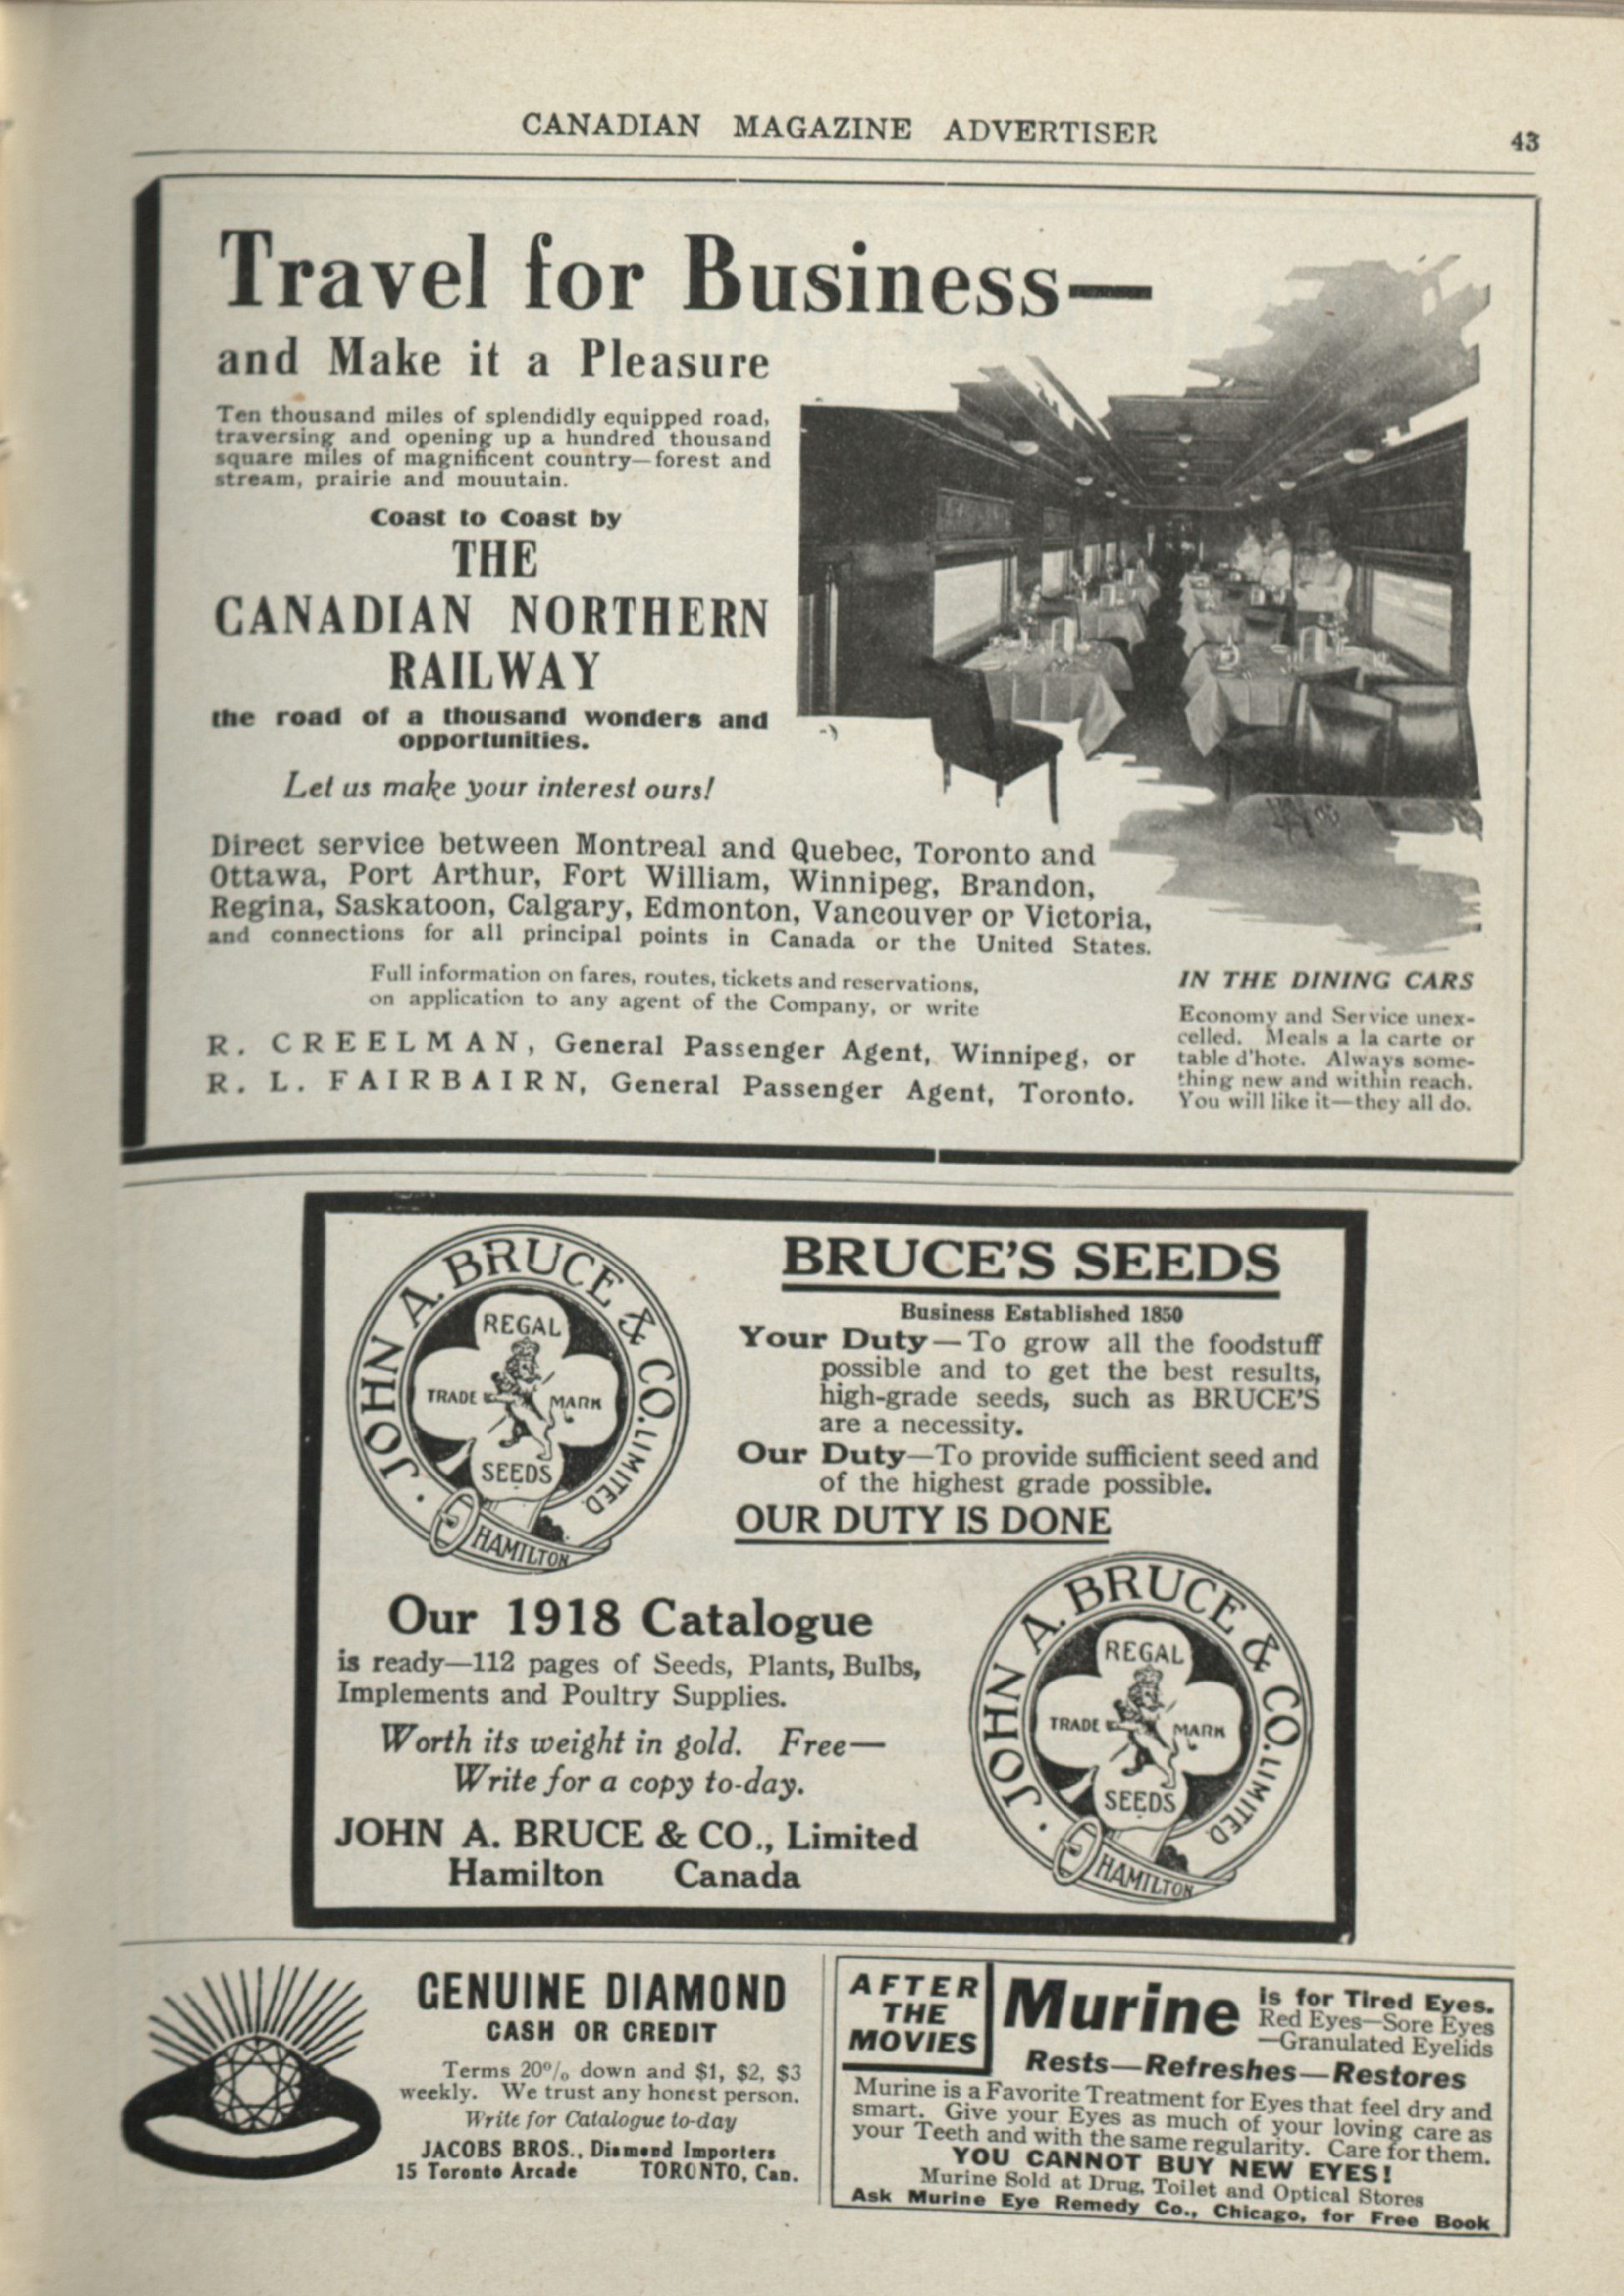 CANADIAN MAGAZINE ADVERTISER
43
Travel for Business—
and Make it a Pleasure
Ten thousand miles of splendidly equipped road,
traversing and opening up a hundred thousand
square miles of magnificent country—forest and
stream, prairie and mouutain.
Coast to Coast by
THE
CANADIAN NORTHERN
RAILWAY
the road of a thousand wonders and
opportunities.
Let us make your interest ours!
Direct service between Montreal and Quebec, Toronto and
Ottawa, Port Arthur, Fort William, Winnipeg, Brandon,
Regina, Saskatoon, Calgary, Edmonton, Vancouver or Victoria,
and connections for all principal points in Canada or the United States.
Full information on fares, routes, tickets and reservations,
on application to any agent of the Company, or write
R. CREELMAN, General Passenger Agent, Winnipeg, or
R. L. FAIRBAIRN, General Passenger Agent, Toronto.
IN THE DINING CARS
Economy and Service unex-
celled. Meals a la carte or
table d'hote. Always some-
thing new and within reach.
You will like it—they all do.
JOHN A. BRUCE & CO. LIMITED.
REGAL
TRADE MARK
SEEDS
HAMILTON
BRUCE'S SEEDS
Business Established 1850
Your Duty—To grow all the foodstuff
possible and to get the best results,
high-grade seeds, such as BRUCE'S
are a necessity.
Our Duty—To provide sufficient seed and
of the highest grade possible.
OUR DUTY IS DONE
Our 1918 Catalogue
is ready—112 pages of Seeds, Plants, Bulbs,
Implements and Poultry Supplies.
Worth its weight in gold. Free—
Write for a copy to-day.
JOHN A. BRUCE & CO., Limited
Hamilton Canada
JOHN A. BRUCE & CO. LIMITED.
REGAL
TRADE MARK
SEEDS
HAMILTON
GENUINE DIAMOND
CASH OR CREDIT
Terms 20% down and $1, $2, $3
weekly. We trust any honest person.
Write for Catalogue to-day
JACOBS BROS., Diamond Importers
15 Toronto Arcade TORONTO, Can.
AFTER
THE
MOVIES
Murine is for Tired Eyes.
Red Eyes—Sore Eyes
—Granulated Eyelids
Rests—Refreshes—Restores
Murine is a Favorite Treatment for Eyes that feel dry and
smart. Give your Eyes as much of your loving care as
your Teeth and with the same regularity. Care for them.
YOU CANNOT BUY NEW EYES!
Murine Sold at Drug, Toilet and Optical Stores
Ask Murine Eye Remedy Co., Chicago, for Free Book